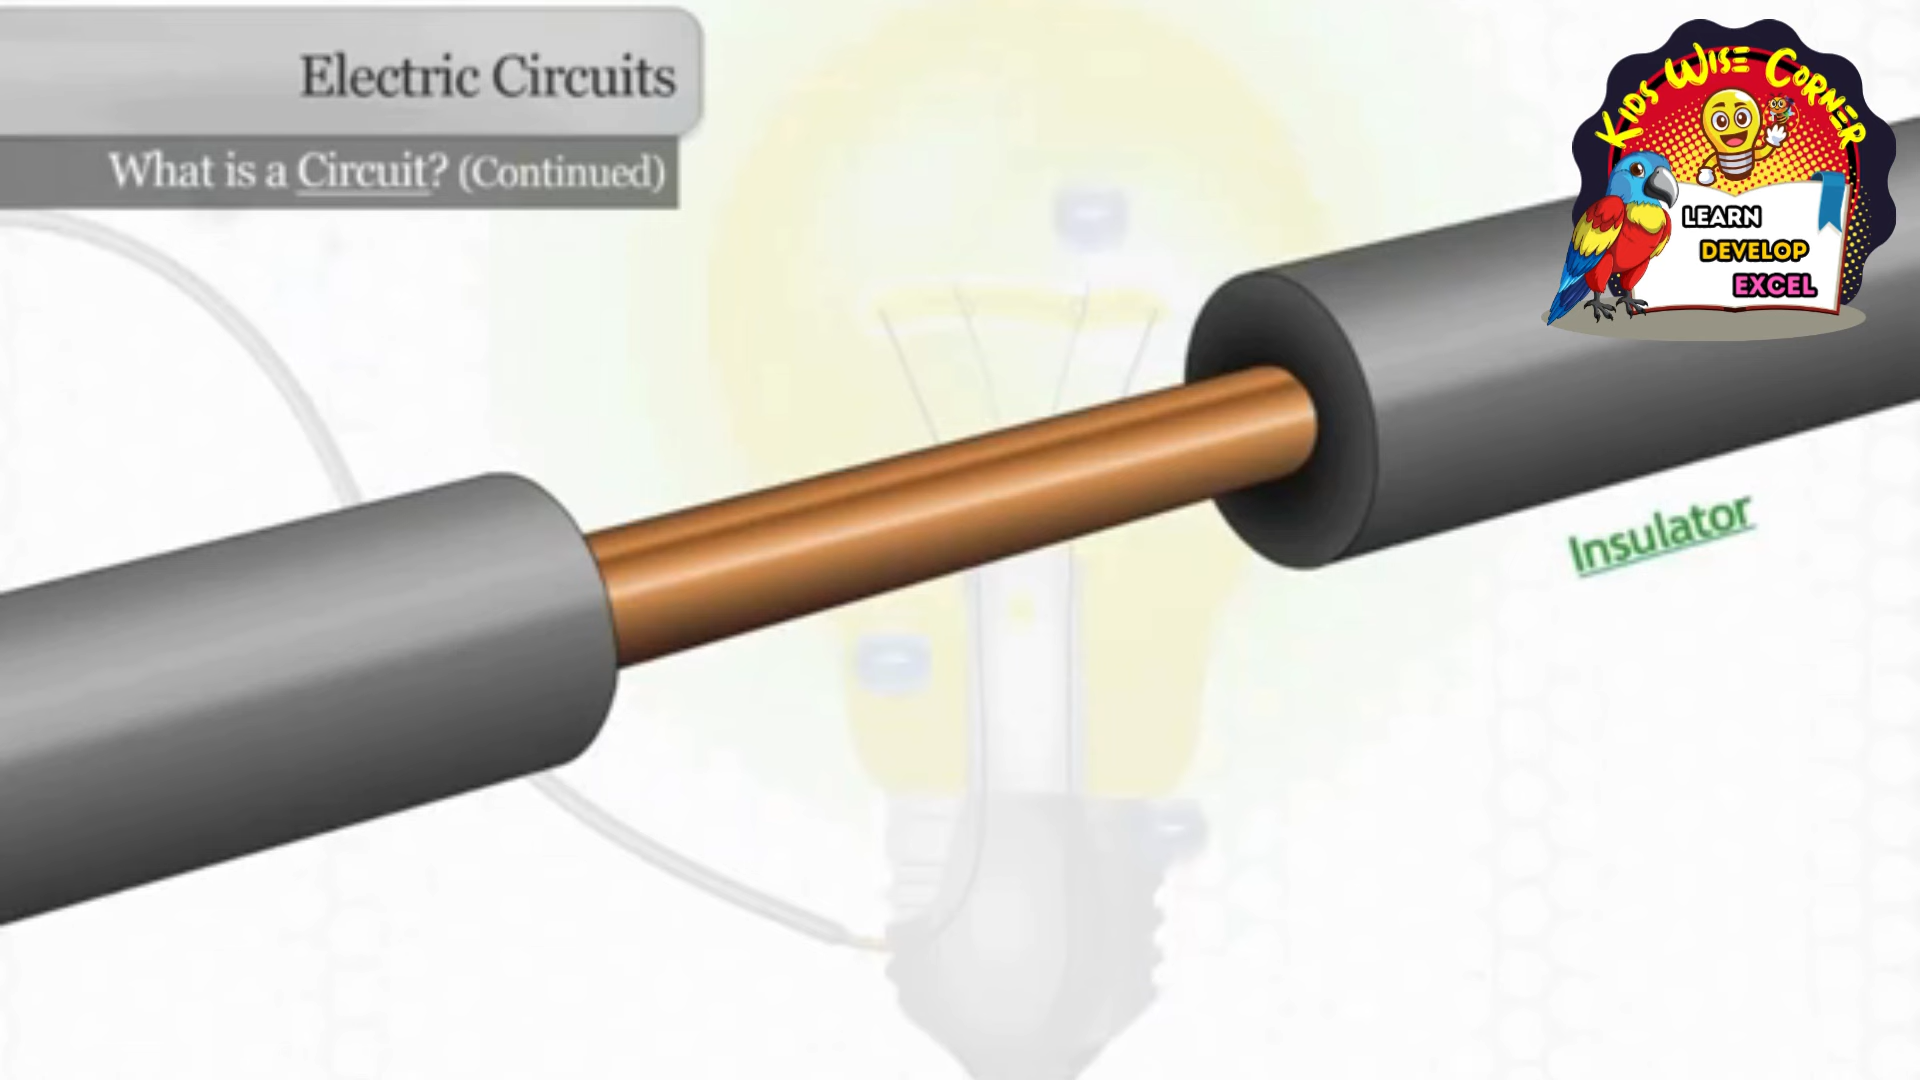 Electric Circuits
What is a Circuit? (Continued)
KIDS WISE CORNER
LEARN
DEVELOP
EXCEL
Insulator